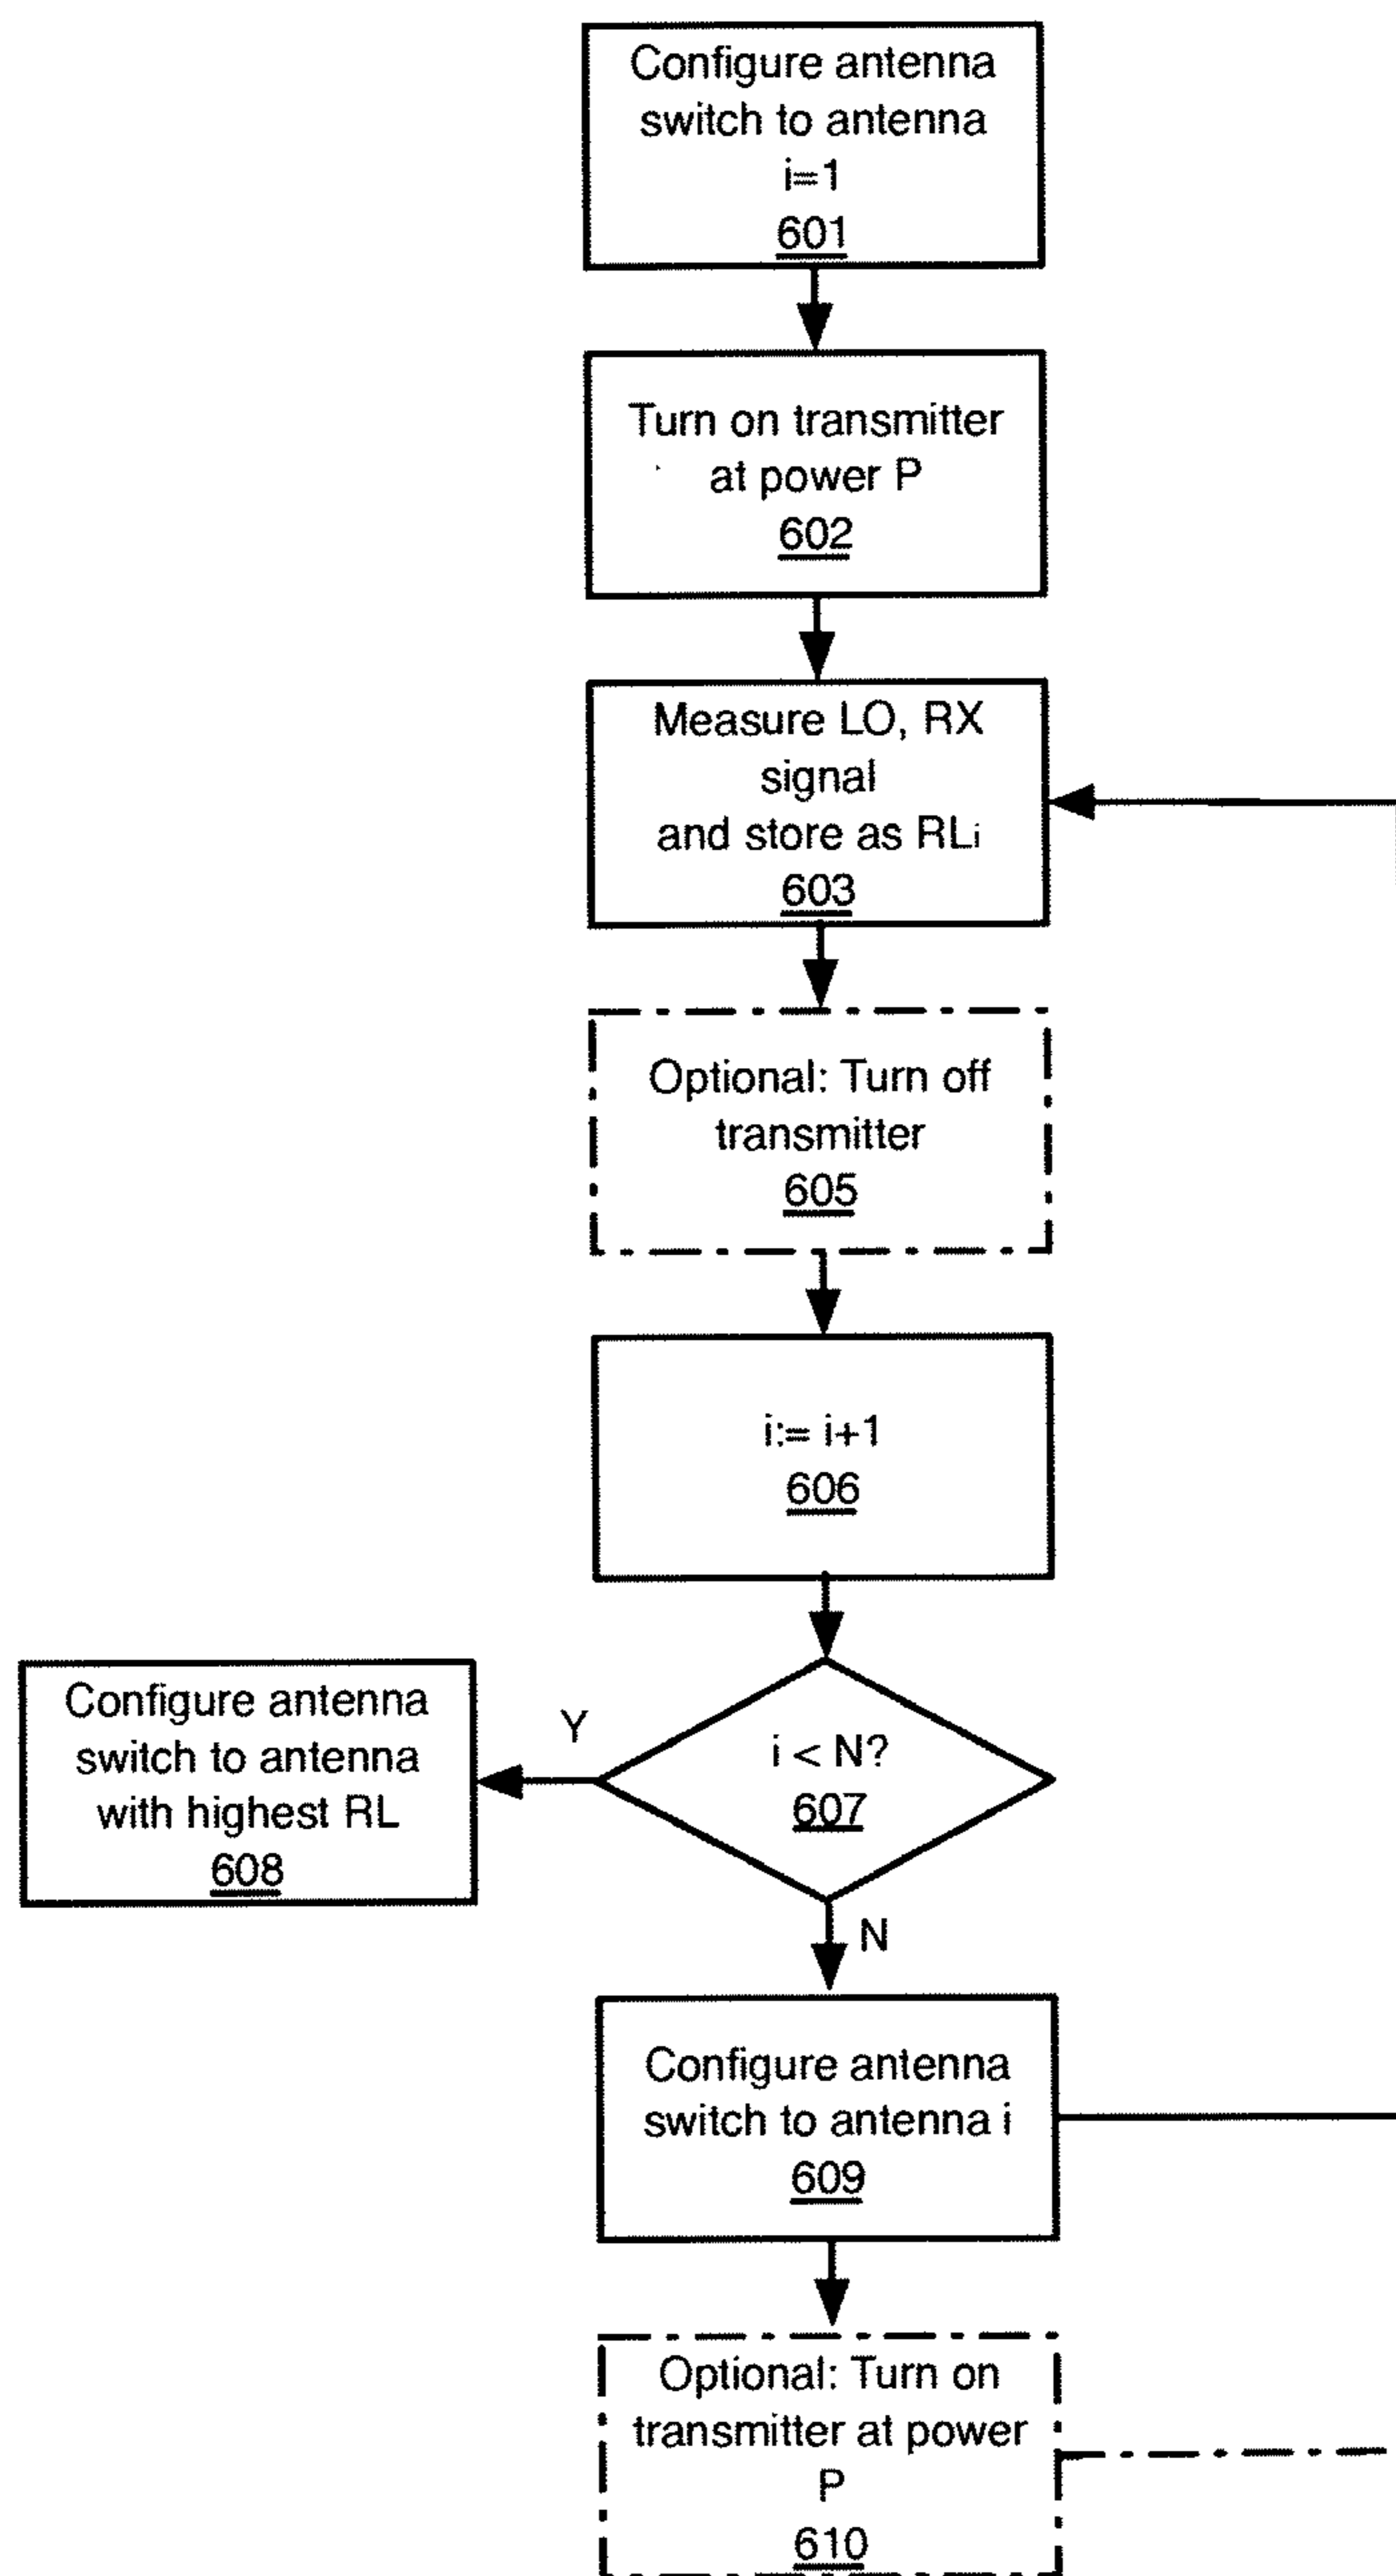 Configure antenna
switch to antenna
i=1
601
Turn on transmitter
at power P
602
Measure LO, RX
signal
and store as RLi
603
Optional: Turn off
transmitter
605
i:= i+1
606
i < N?
607
Y
Configure antenna
switch to antenna
with highest RL
608
N
Configure antenna
switch to antenna i
609
Optional: Turn on
transmitter at power
P
610